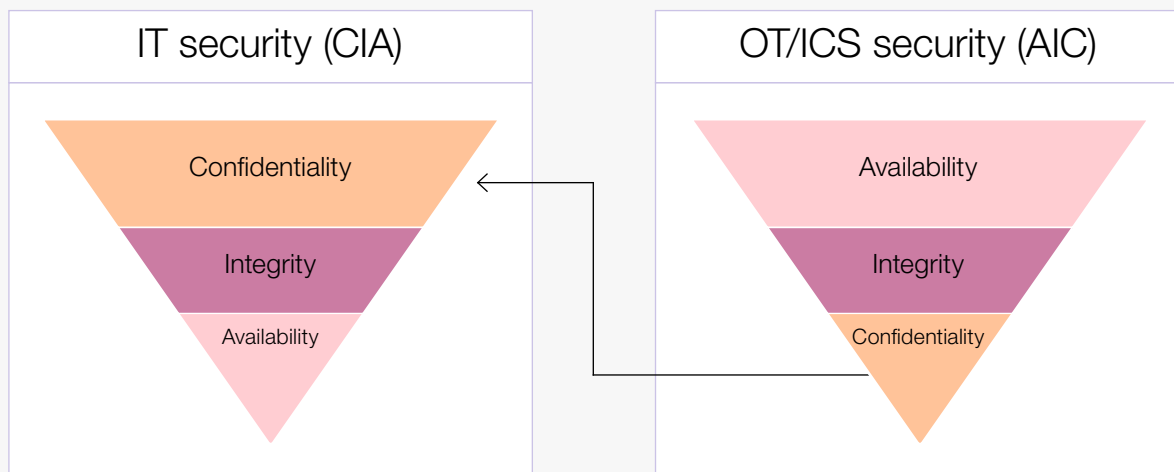 IT security (CIA)
Confidentiality
Integrity
Availability
OT/ICS security (AIC)
Availability
Integrity
Confidentiality